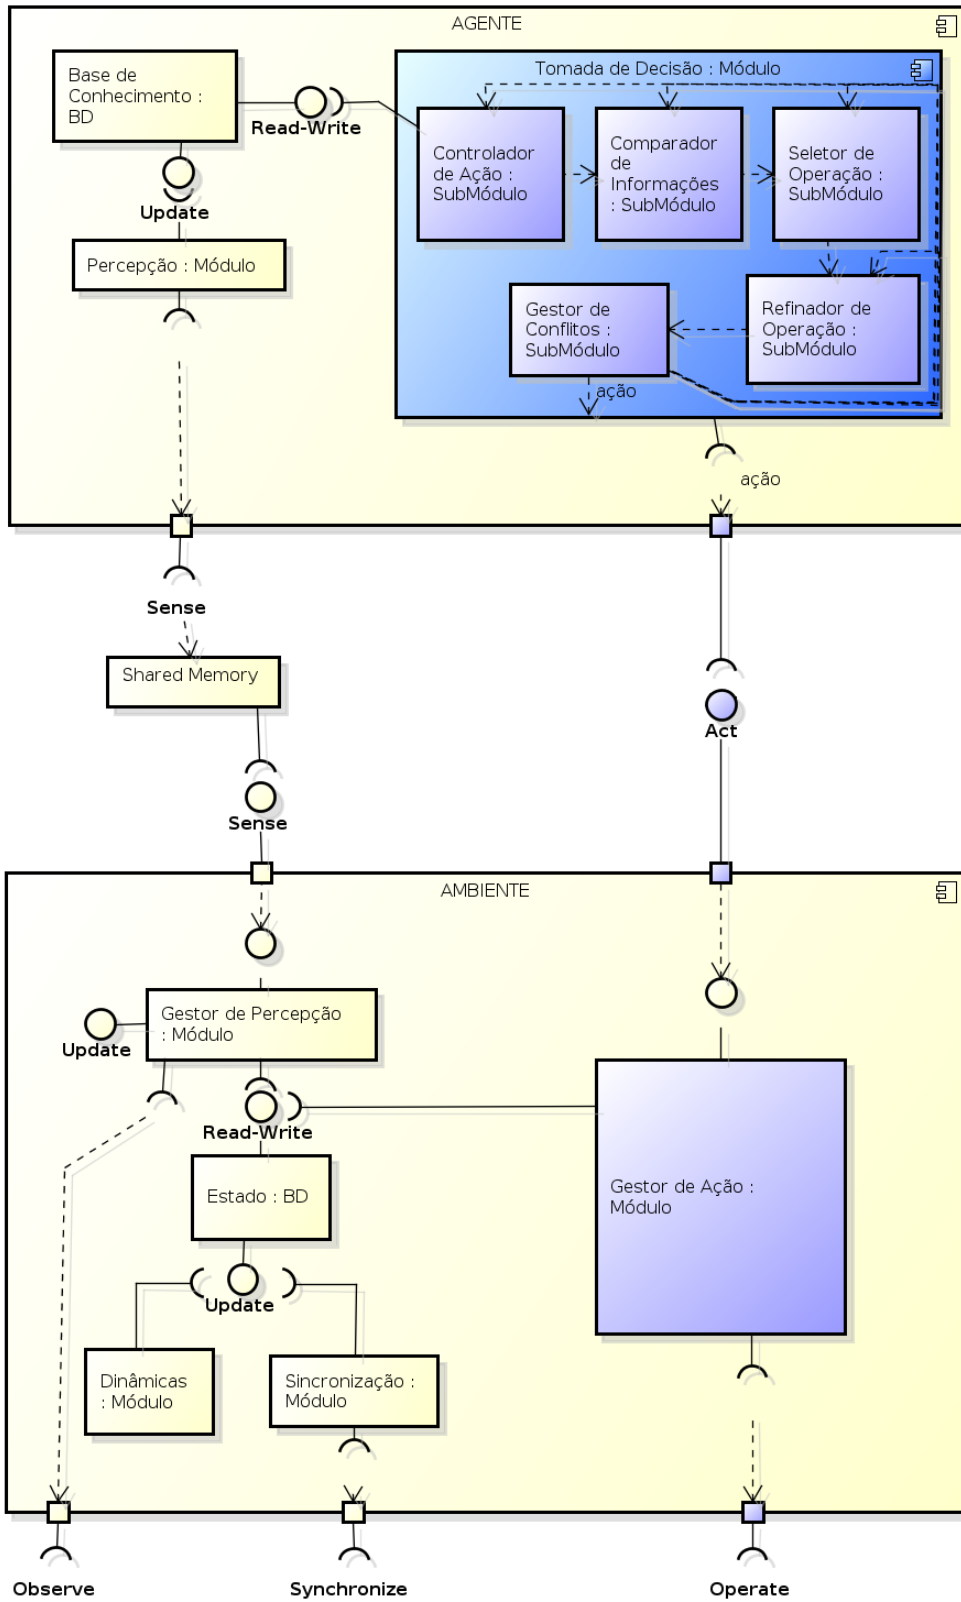 AGENTE
Base de
Conhecimento :
BD
Read-Write
Update
Percepção : Módulo
Tomada de Decisão : Módulo
Controlador
de Ação :
SubMódulo
Comparador
de
Informações
: SubMódulo
Seletor de
Operação :
SubMódulo
Gestor de
Conflitos :
SubMódulo
Refinador de
Operação :
SubMódulo
ação
ação
Sense
Shared Memory
Sense
Act
AMBIENTE
Gestor de Percepção
: Módulo
Update
Read-Write
Estado : BD
Gestor de Ação :
Módulo
Update
Dinâmicas
: Módulo
Sincronização :
Módulo
Observe
Synchronize
Operate